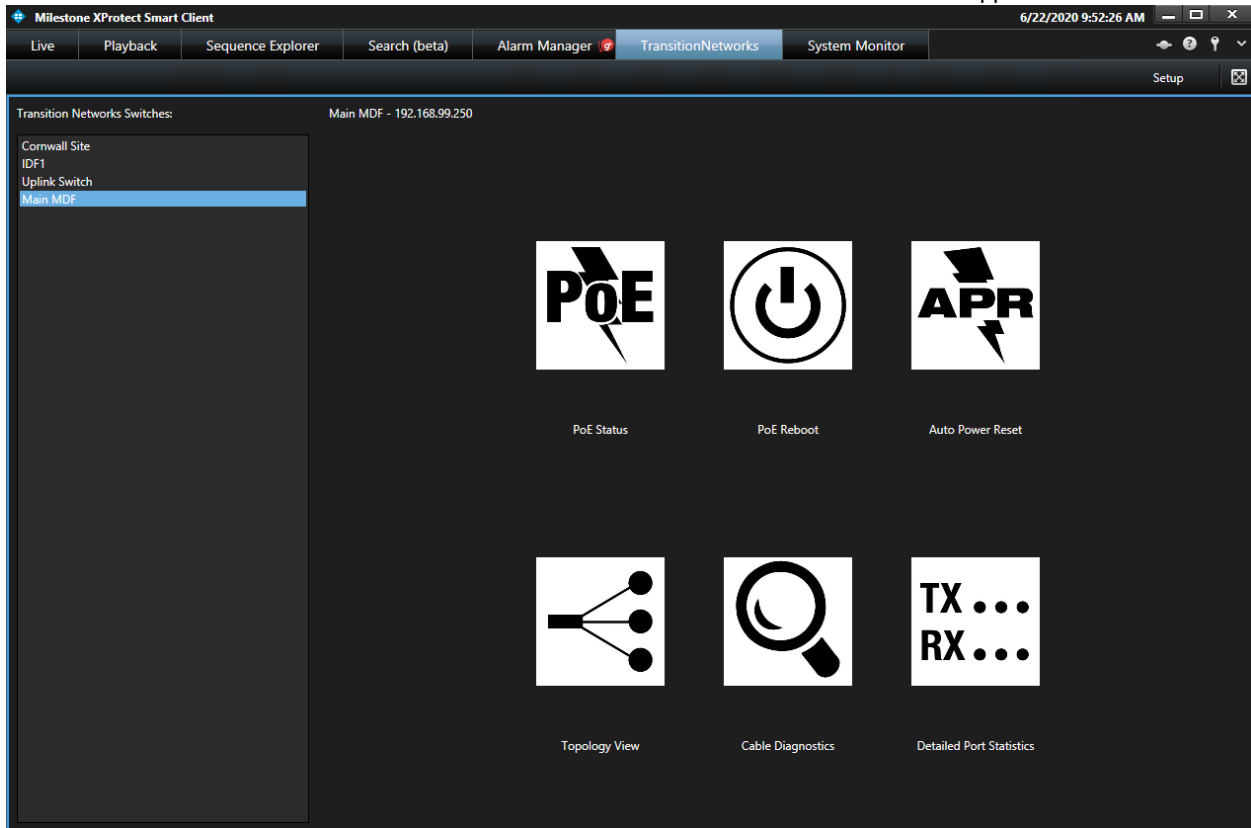 Milestone XProtect Smart Client 6/22/2020 9:52:26 AM
Live Playback Sequence Explorer Search (beta) Alarm Manager 9 TransitionNetworks System Monitor
Setup
Transition Networks Switches: Main MDF - 192.168.99.250
Cornwall Site
IDF1
Uplink Switch
Main MDF
PoE APR
PoE Status PoE Reboot Auto Power Reset
TX...
RX...
Topology View Cable Diagnostics Detailed Port Statistics